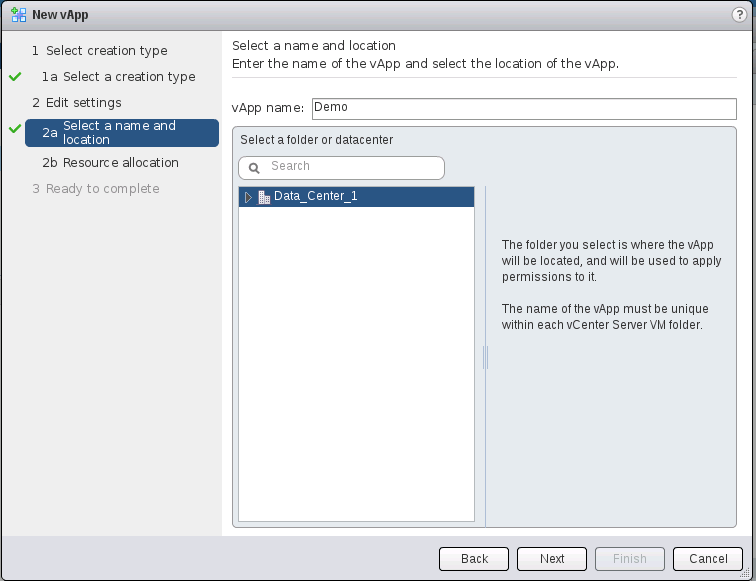 New vApp
?
1 Select creation type
1a Select a creation type
2 Edit settings
2a Select a name and
location
2b Resource allocation
3 Ready to complete
Select a name and location
Enter the name of the vApp and select the location of the vApp.
vApp name: Demo
Select a folder or datacenter
Search
Data_Center_1
The folder you select is where the vApp
will be located, and will be used to apply
permissions to it.
The name of the vApp must be unique
within each vCenter Server VM folder.
Back Next Finish Cancel